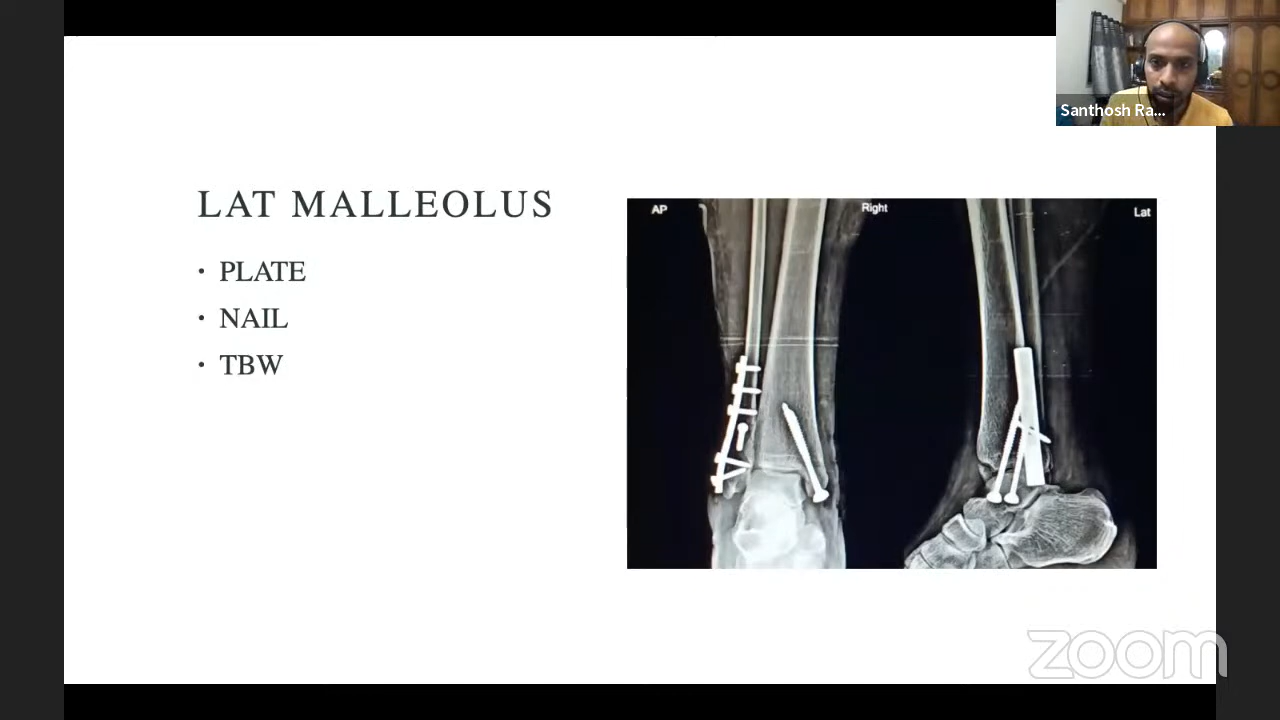 Santhosh Ra...
LAT MALLEOLUS
• PLATE
• NAIL
• TBW
AP
Right
Lat
zoom